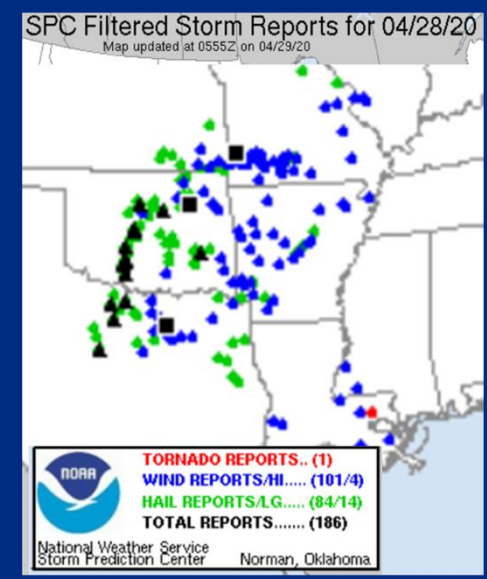 SPC Filtered Storm Reports for 04/28/20
Map updated at 0555Z on 04/29/20
NOAA
TORNADO REPORTS.. (1)
WIND REPORTS/HI..... (101/4)
HAIL REPORTS/LG..... (84/14)
TOTAL REPORTS....... (186)
National Weather Service
Storm Prediction Center Norman, Oklahoma